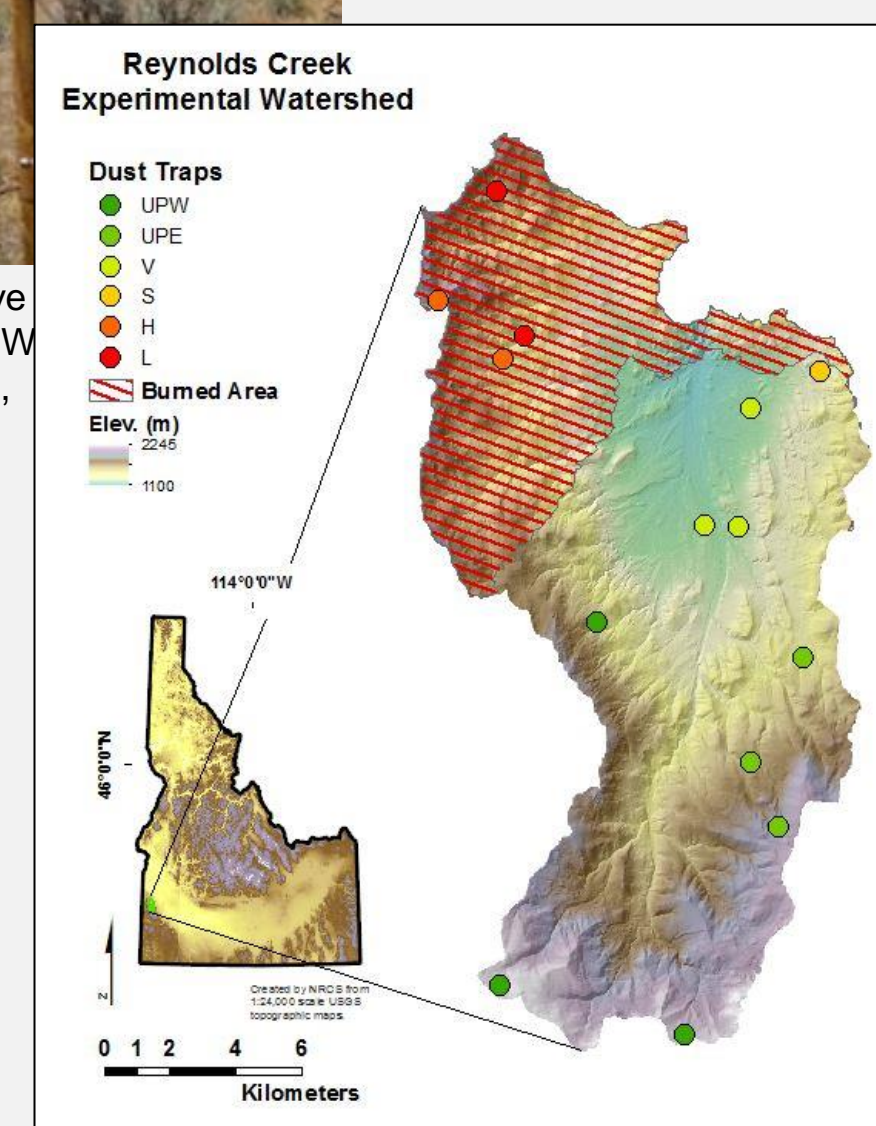 ve
W
,
Reynolds Creek
Experimental Watershed
Dust Traps
UPW
UPE
V
S
H
L
Burned Area
Elev. (m)
2245
1100
114°0'0"W
46°0'0"N
N
Created by NRCS from
1:24,000 scale USGS
topographic maps.
0 1 2 4 6
Kilometers